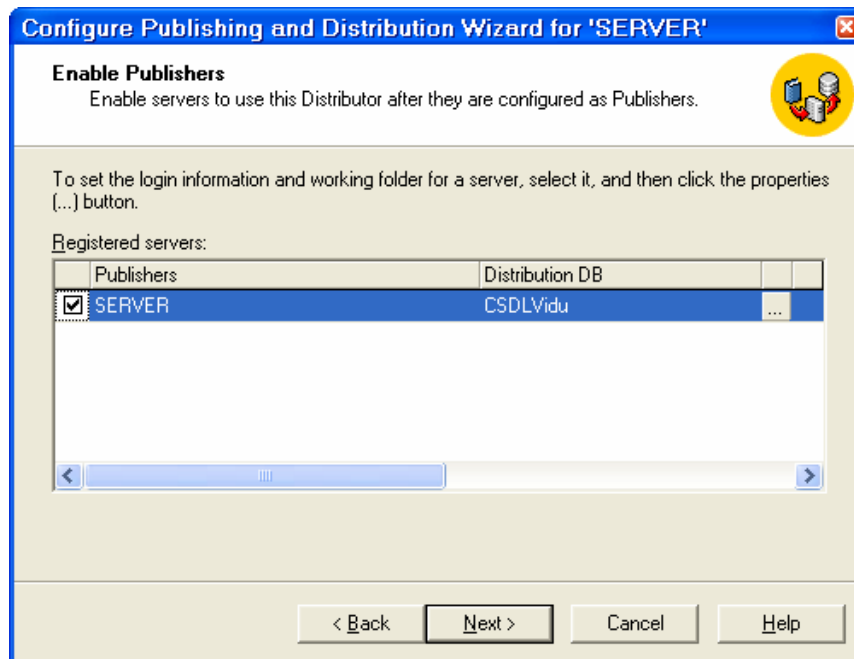 Configure Publishing and Distribution Wizard for 'SERVER'
Enable Publishers
Enable servers to use this Distributor after they are configured as Publishers.
To set the login information and working folder for a server, select it, and then click the properties
(...) button.
Registered servers:
Publishers Distribution DB
SERVER CSDLVidu ...
< Back Next > Cancel Help